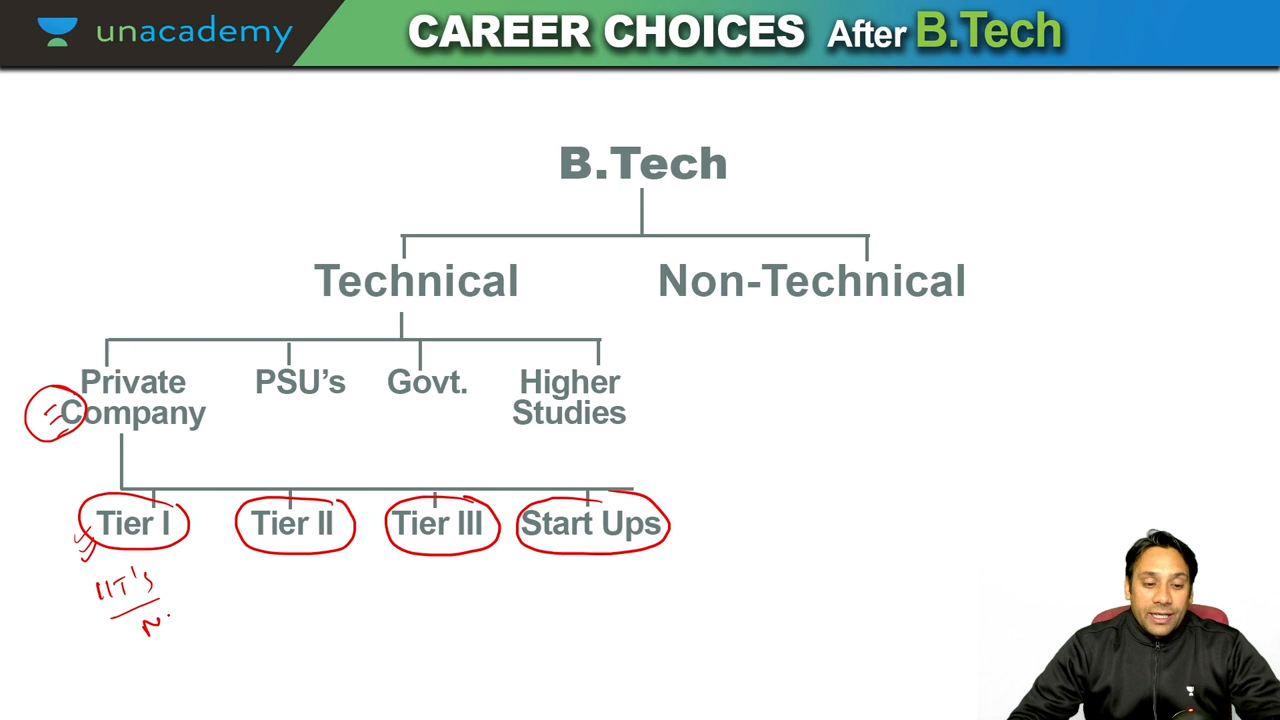 unacademy
CAREER CHOICES After B.Tech
B.Tech
Technical
Non-Technical
Private
Company
PSU's
Govt.
Higher
Studies
Tier I
Tier II
Tier III
Start Ups
IIT's
N